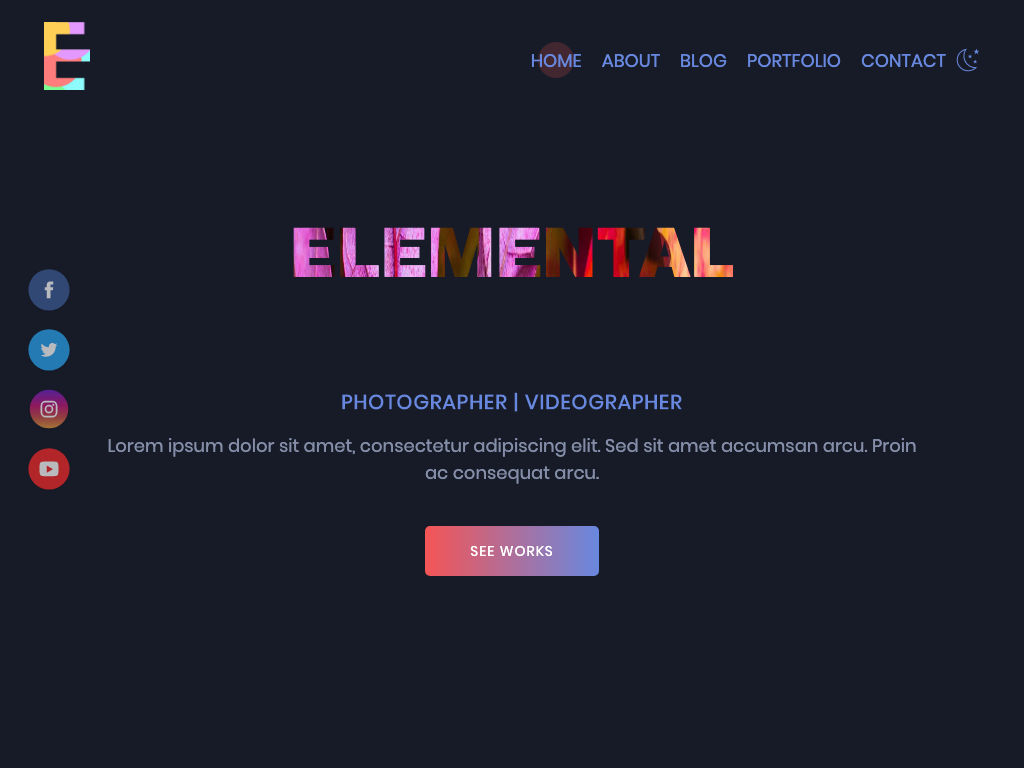 E
HOME ABOUT BLOG PORTFOLIO CONTACT
ELEMENTAL
PHOTOGRAPHER | VIDEOGRAPHER
Lorem ipsum dolor sit amet, consectetur adipiscing elit. Sed sit amet accumsan arcu. Proin
ac consequat arcu.
SEE WORKS